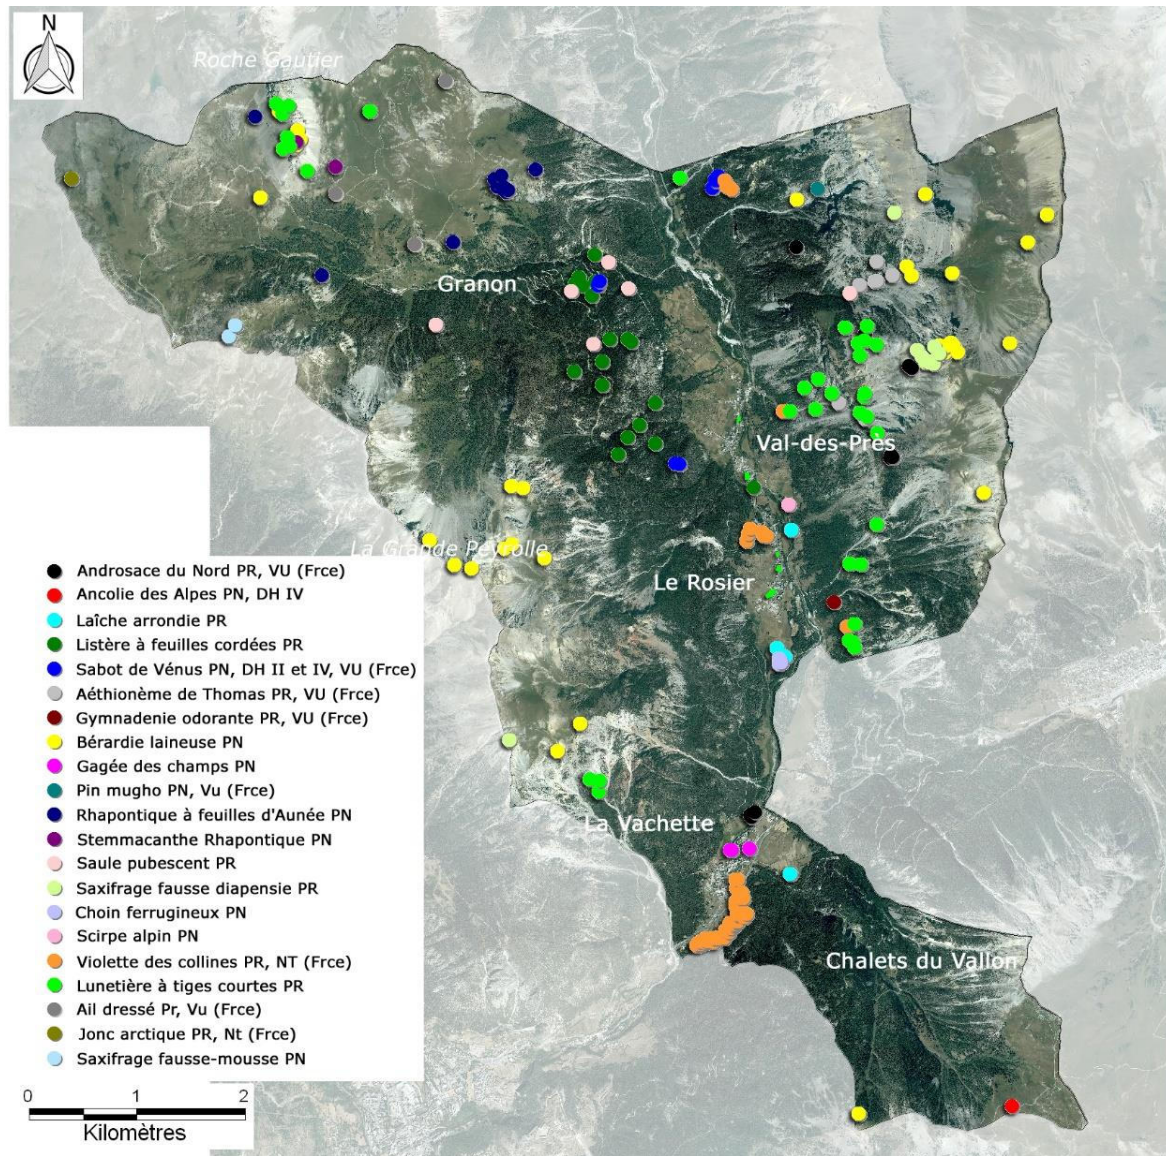 N
Roche Gautier
Granon
Val-des-Près
La Grande Peyrolle
Le Rosier
La Vachette
Chalets du Vallon
Androsace du Nord PR, VU (Frce)
Ancolie des Alpes PN, DH IV
Laîche arrondie PR
Listère à feuilles cordées PR
Sabot de Vénus PN, DH II et IV, VU (Frce)
Aéthionème de Thomas PR, VU (Frce)
Gymnadenie odorante PR, VU (Frce)
Bérardie laineuse PN
Gagée des champs PN
Pin mugho PN, Vu (Frce)
Rhapontique à feuilles d'Aunée PN
Stemmacanthe Rhapontique PN
Saule pubescent PR
Saxifrage fausse diapensie PR
Choin ferrugineux PN
Scirpe alpin PN
Violette des collines PR, NT (Frce)
Lunetière à tiges courtes PR
Ail dressé Pr, Vu (Frce)
Jonc arctique PR, Nt (Frce)
Saxifrage fausse-mousse PN
0 1 2
Kilomètres